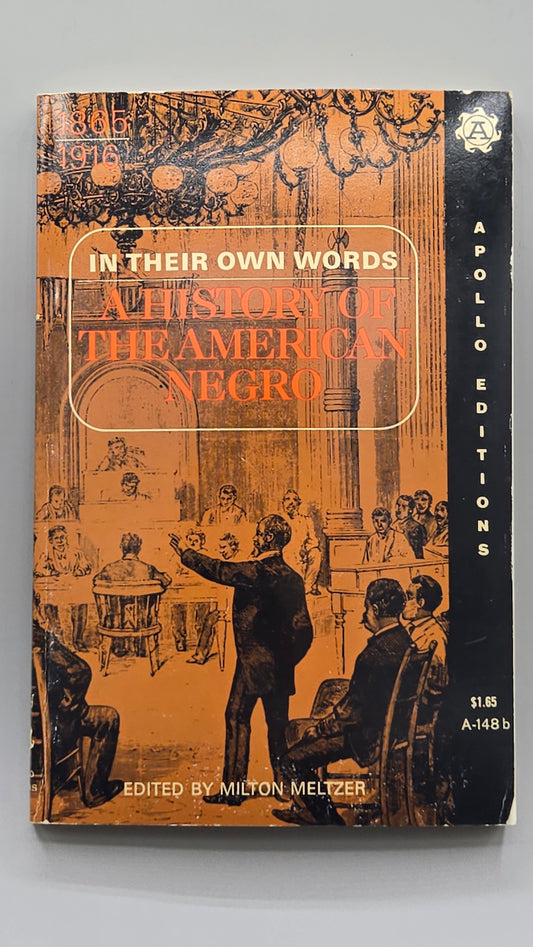 1865
1916
IN THEIR OWN WORDS
A HISTORY OF
THE AMERICAN
NEGRO
A
APOLLO EDITIONS
$1.65
A-148 b
EDITED BY MILTON MELTZER